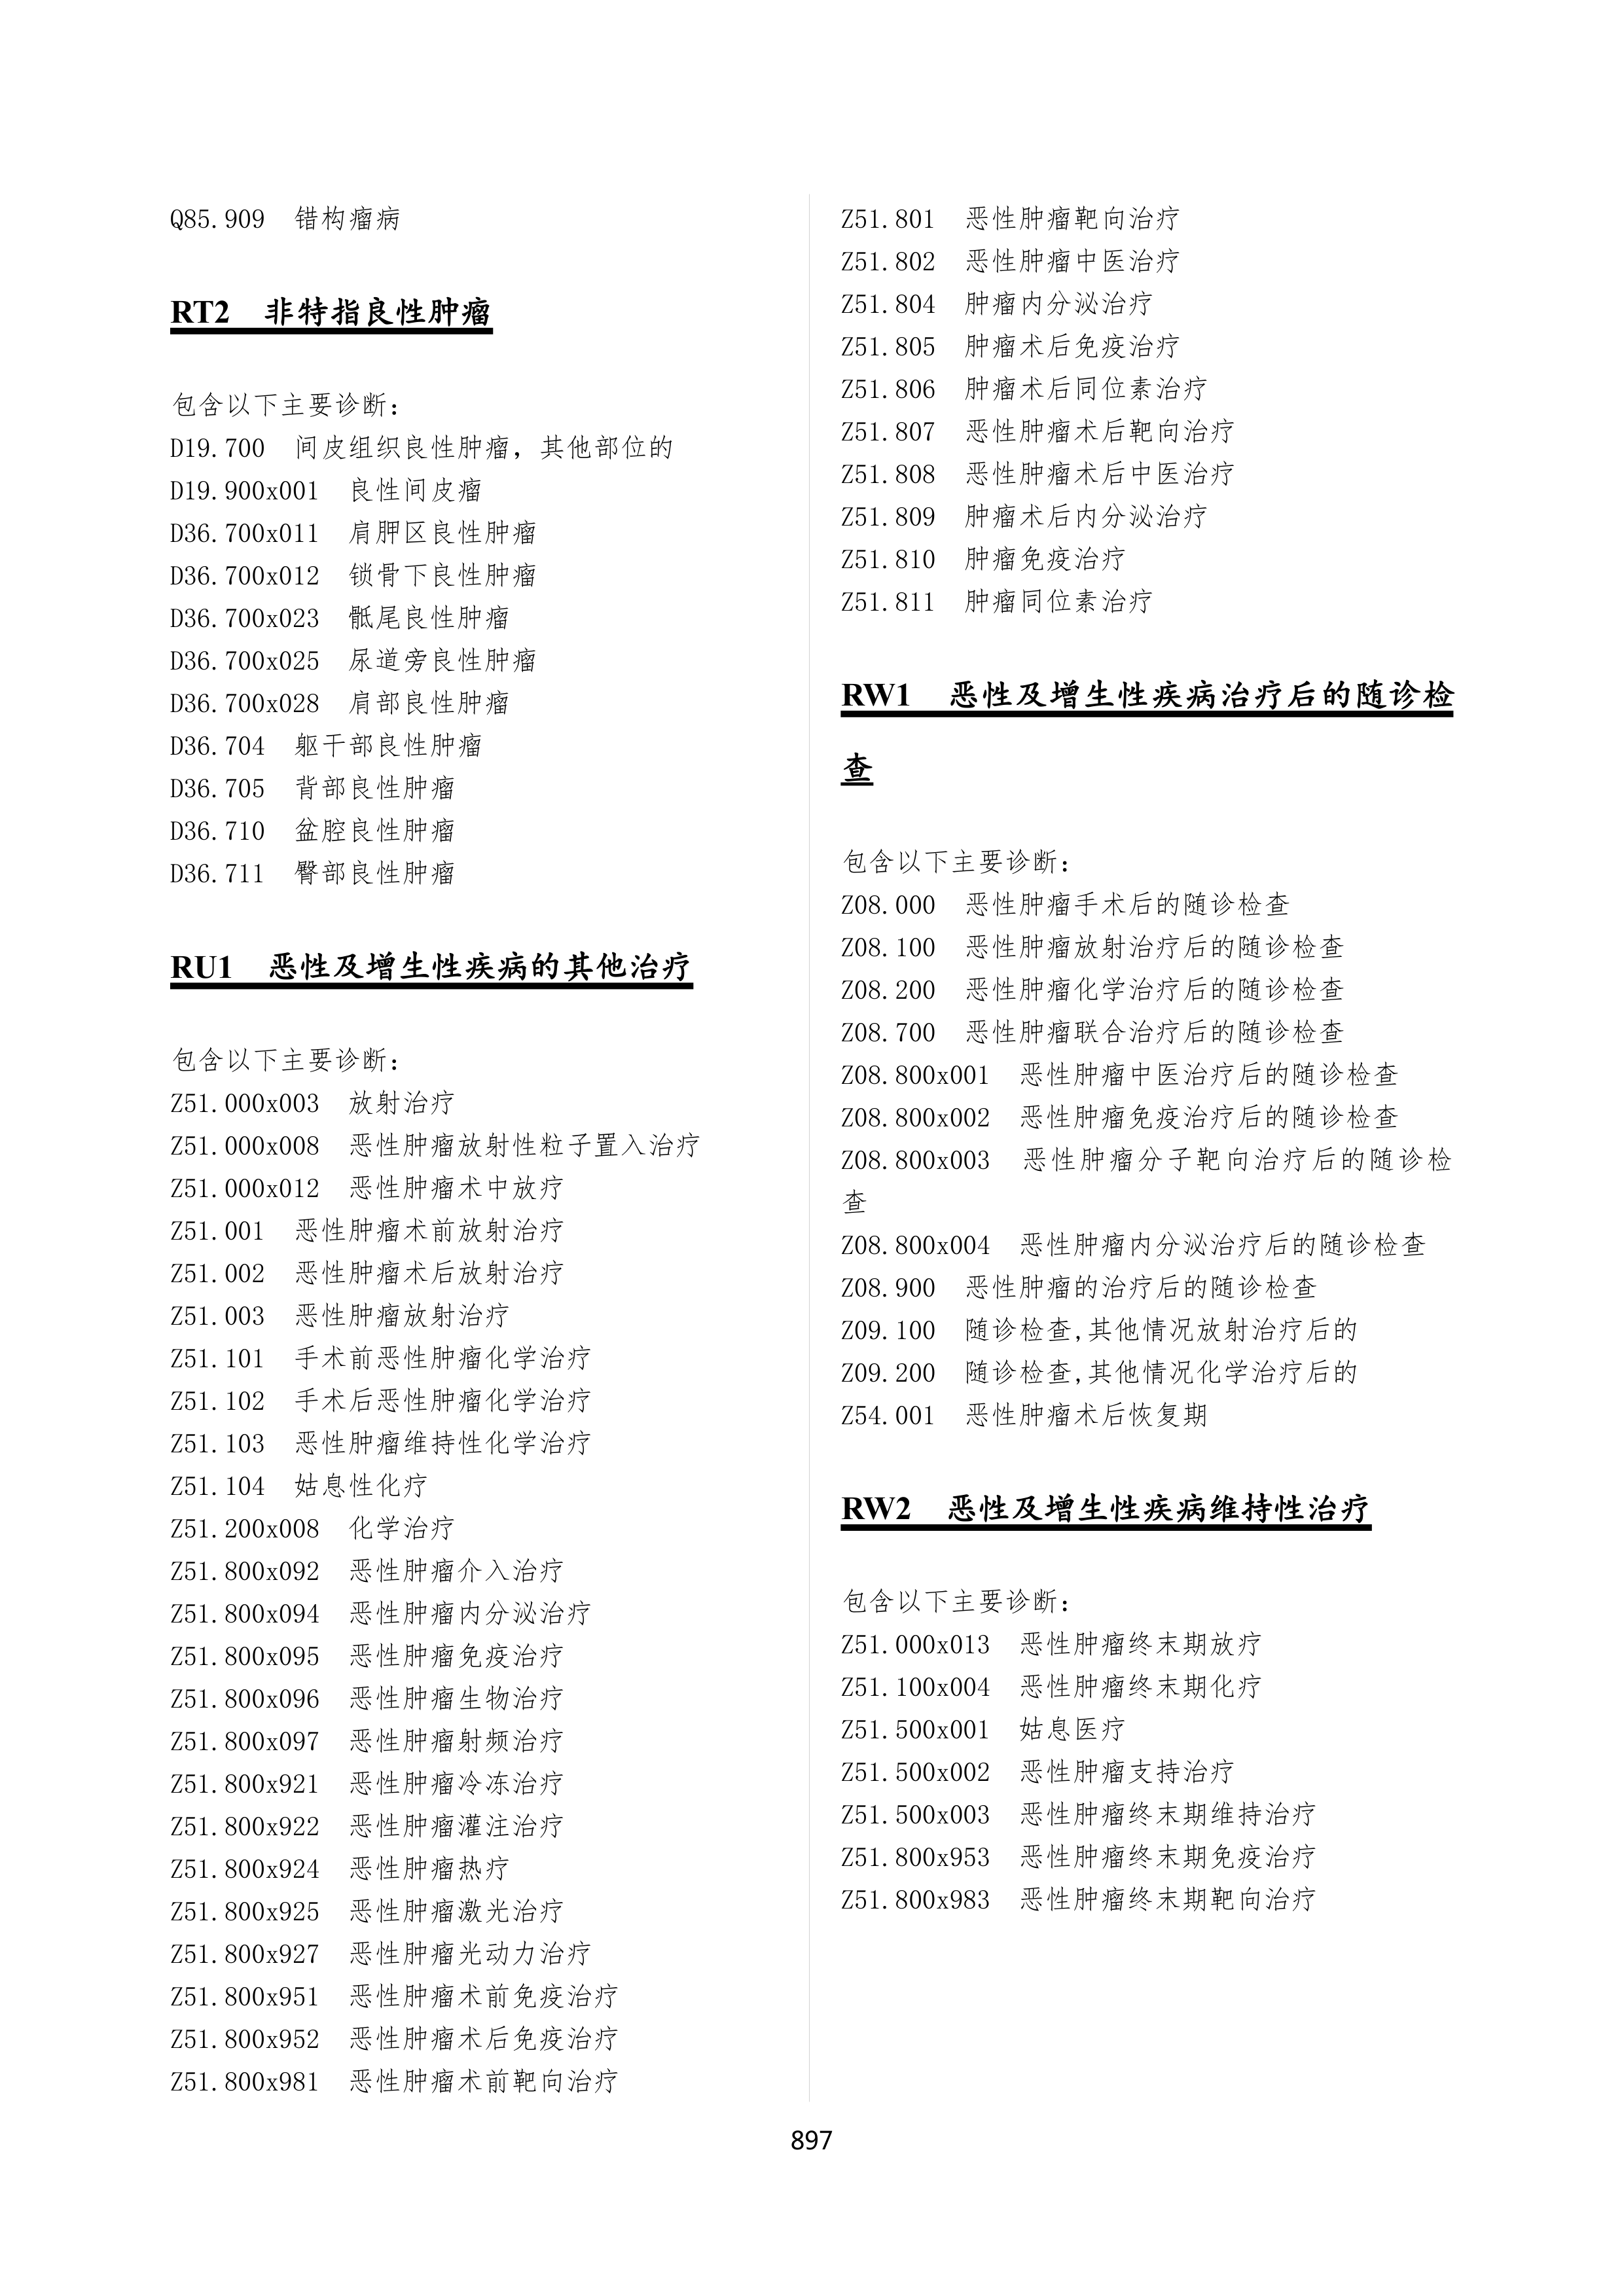 Q85.909 错构瘤病
RT2 非特指良性肿瘤
包含以下主要诊断：
D19.700 间皮组织良性肿瘤，其他部位的
D19.900x001 良性间皮瘤
D36.700x011 肩胛区良性肿瘤
D36.700x012 锁骨下良性肿瘤
D36.700x023 骶尾良性肿瘤
D36.700x025 尿道旁良性肿瘤
D36.700x028 肩部良性肿瘤
D36.704 躯干部良性肿瘤
D36.705 背部良性肿瘤
D36.710 盆腔良性肿瘤
D36.711 臀部良性肿瘤
RU1 恶性及增生性疾病的其他治疗
包含以下主要诊断：
Z51.000x003 放射治疗
Z51.000x008 恶性肿瘤放射性粒子置入治疗
Z51.000x012 恶性肿瘤术中放疗
Z51.001 恶性肿瘤术前放射治疗
Z51.002 恶性肿瘤术后放射治疗
Z51.003 恶性肿瘤放射治疗
Z51.101 手术前恶性肿瘤化学治疗
Z51.102 手术后恶性肿瘤化学治疗
Z51.103 恶性肿瘤维持性化学治疗
Z51.104 姑息性化疗
Z51.200x008 化学治疗
Z51.800x092 恶性肿瘤介入治疗
Z51.800x094 恶性肿瘤内分泌治疗
Z51.800x095 恶性肿瘤免疫治疗
Z51.800x096 恶性肿瘤生物治疗
Z51.800x097 恶性肿瘤射频治疗
Z51.800x921 恶性肿瘤冷冻治疗
Z51.800x922 恶性肿瘤灌注治疗
Z51.800x924 恶性肿瘤热疗
Z51.800x925 恶性肿瘤激光治疗
Z51.800x927 恶性肿瘤光动力治疗
Z51.800x951 恶性肿瘤术前免疫治疗
Z51.800x952 恶性肿瘤术后免疫治疗
Z51.800x981 恶性肿瘤术前靶向治疗
Z51.801 恶性肿瘤靶向治疗
Z51.802 恶性肿瘤中医治疗
Z51.804 肿瘤内分泌治疗
Z51.805 肿瘤术后免疫治疗
Z51.806 肿瘤术后同位素治疗
Z51.807 恶性肿瘤术后靶向治疗
Z51.808 恶性肿瘤术后中医治疗
Z51.809 肿瘤术后内分泌治疗
Z51.810 肿瘤免疫治疗
Z51.811 肿瘤同位素治疗
RW1 恶性及增生性疾病治疗后的随诊检
查
包含以下主要诊断：
Z08.000 恶性肿瘤手术后的随诊检查
Z08.100 恶性肿瘤放射治疗后的随诊检查
Z08.200 恶性肿瘤化学治疗后的随诊检查
Z08.700 恶性肿瘤联合治疗后的随诊检查
Z08.800x001 恶性肿瘤中医治疗后的随诊检查
Z08.800x002 恶性肿瘤免疫治疗后的随诊检查
Z08.800x003 恶性肿瘤分子靶向治疗后的随诊检
查
Z08.800x004 恶性肿瘤内分泌治疗后的随诊检查
Z08.900 恶性肿瘤的治疗后的随诊检查
Z09.100 随诊检查,其他情况放射治疗后的
Z09.200 随诊检查,其他情况化学治疗后的
Z54.001 恶性肿瘤术后恢复期
RW2 恶性及增生性疾病维持性治疗
包含以下主要诊断：
Z51.000x013 恶性肿瘤终末期放疗
Z51.100x004 恶性肿瘤终末期化疗
Z51.500x001 姑息医疗
Z51.500x002 恶性肿瘤支持治疗
Z51.500x003 恶性肿瘤终末期维持治疗
Z51.800x953 恶性肿瘤终末期免疫治疗
Z51.800x983 恶性肿瘤终末期靶向治疗
897